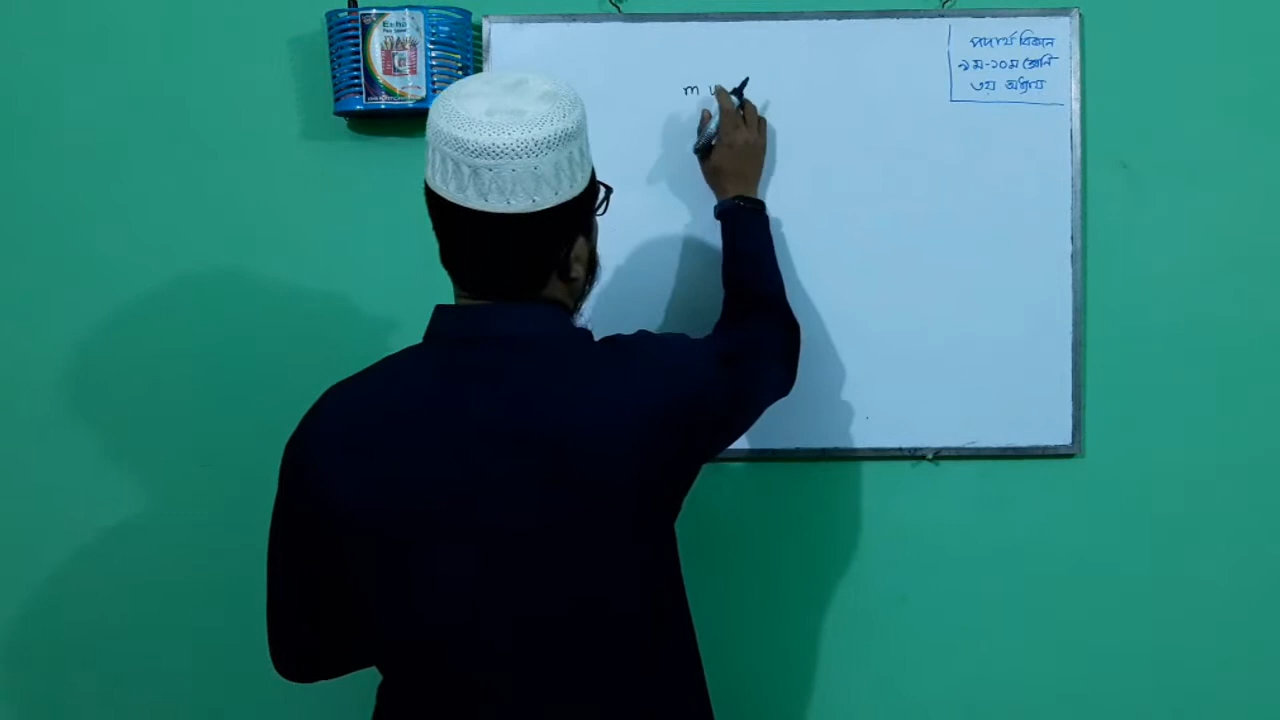 m u
পদার্থ বিজ্ঞান
৯ম-১০ম শ্রেণি
৩য় অধ্যায়